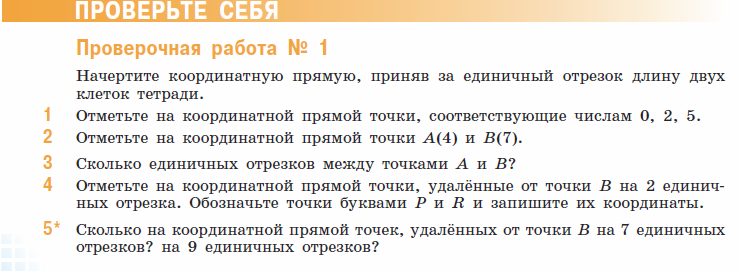 ПРОВЕРЬТЕ СЕБЯ
Проверочная работа № 1
Начертите координатную прямую, приняв за единичный отрезок длину двух
клеток тетради.
1 Отметьте на координатной прямой точки, соответствующие числам 0, 2, 5.
2 Отметьте на координатной прямой точки A(4) и B(7).
3 Сколько единичных отрезков между точками A и B?
4 Отметьте на координатной прямой точки, удалённые от точки B на 2 единич-
ных отрезка. Обозначьте точки буквами P и R и запишите их координаты.
5* Сколько на координатной прямой точек, удалённых от точки B на 7 единичных
отрезков? на 9 единичных отрезков?